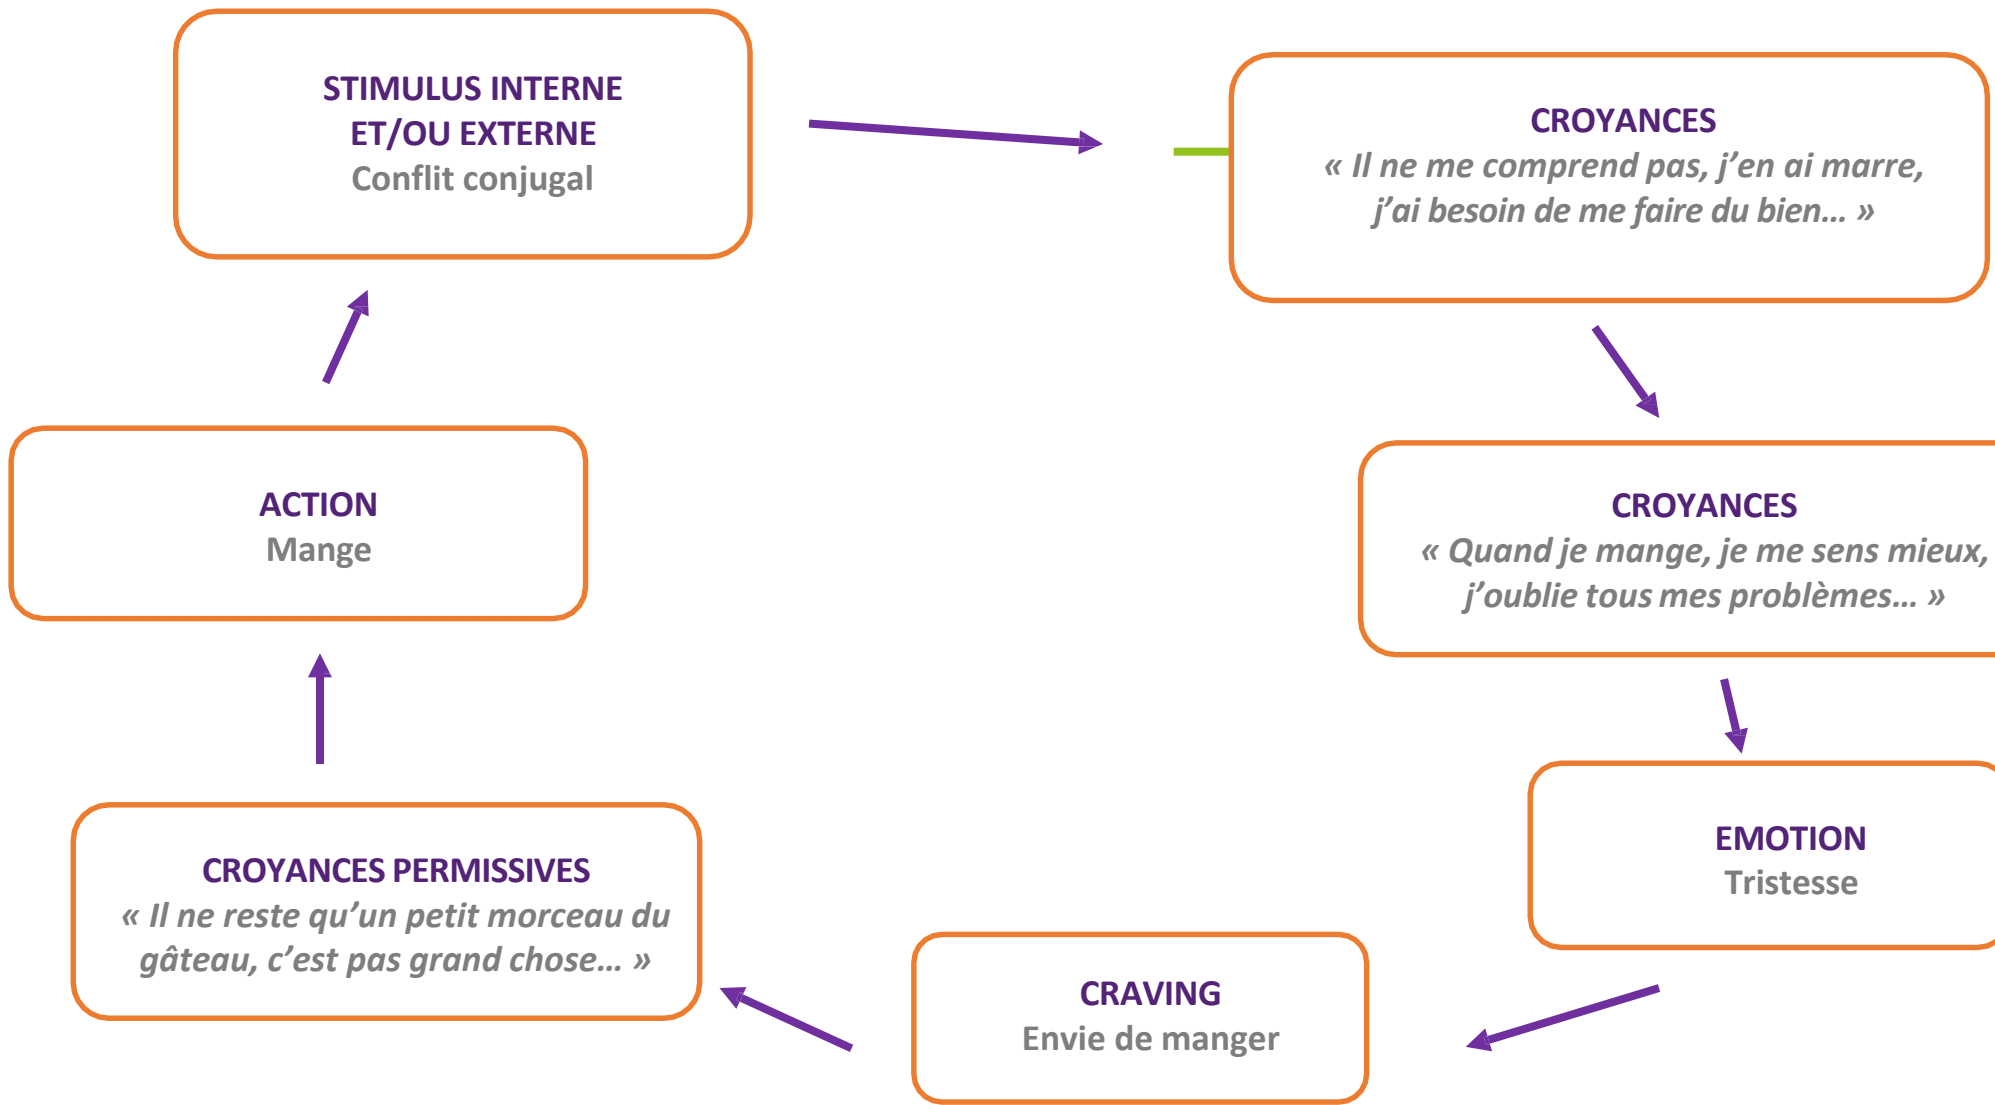 STIMULUS INTERNE
ET/OU EXTERNE
Conflit conjugal
CROYANCES
« Il ne me comprend pas, j’en ai marre,
j’ai besoin de me faire du bien… »
CROYANCES
« Quand je mange, je me sens mieux,
j’oublie tous mes problèmes… »
EMOTION
Tristesse
CRAVING
Envie de manger
CROYANCES PERMISSIVES
« Il ne reste qu’un petit morceau du
gâteau, c’est pas grand chose… »
ACTION
Mange